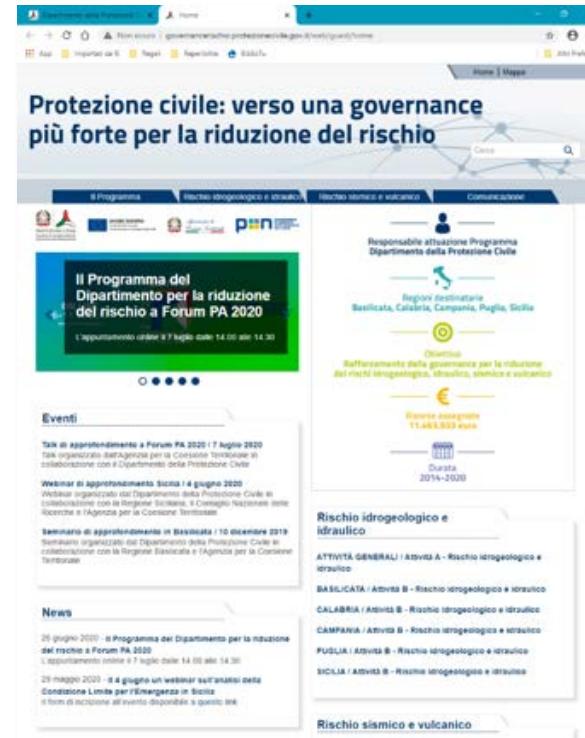 Home
Non sicuro | governancerischio.protezionecivile.gov.it/web/guest/home
App
Home | Mappa
Protezione civile: verso una governance
più forte per la riduzione del rischio
Cerca
Il Programma
Rischio idrogeologico e idraulico
Rischio sismico e vulcanico
Comunicazione
Il Programma del
Dipartimento per la riduzione
del rischio a Forum PA 2020
L'appuntamento online il 7 luglio dalle 14.00 alle 14.30
Eventi
Talk di approfondimento a Forum PA 2020 / 7 luglio 2020
Talk organizzato dall'Agenzia per la Coesione Territoriale in
collaborazione con il Dipartimento della Protezione Civile
Webinar di approfondimento Sicilia / 4 giugno 2020
Webinar organizzato dal Dipartimento della Protezione Civile in
collaborazione con la Regione Siciliana, il Consiglio Nazionale delle
Ricerche e l'Agenzia per la Coesione Territoriale
Seminario di approfondimento in Basilicata / 10 dicembre 2019
Seminario organizzato dal Dipartimento della Protezione Civile in
collaborazione con la Regione Basilicata e l'Agenzia per la Coesione
Territoriale
News
26 giugno 2020 - Il Programma del Dipartimento per la riduzione
del rischio a Forum PA 2020
L'appuntamento online il 7 luglio dalle 14.00 alle 14.30
29 maggio 2020 - Il 4 giugno un webinar sull'analisi della
Condizione Limite per l'Emergenza in Sicilia
Il form di iscrizione all'evento disponibile a questo link
Responsabile attuazione Programma
Dipartimento della Protezione Civile
Regioni destinatarie
Basilicata, Calabria, Campania, Puglia, Sicilia
Obiettivo
Rafforzamento della governance per la riduzione
dei rischi idrogeologico, idraulico, sismico e vulcanico
Risorse assegnate
Durata
2014-2020
Rischio idrogeologico e
idraulico
ATTIVITÀ GENERALI / Attività A - Rischio idrogeologico e
idraulico
BASILICATA / Attività B - Rischio idrogeologico e idraulico
CALABRIA / Attività B - Rischio idrogeologico e idraulico
CAMPANIA / Attività B - Rischio idrogeologico e idraulico
PUGLIA / Attività B - Rischio idrogeologico e idraulico
SICILIA / Attività B - Rischio idrogeologico e idraulico
Rischio sismico e vulcanico